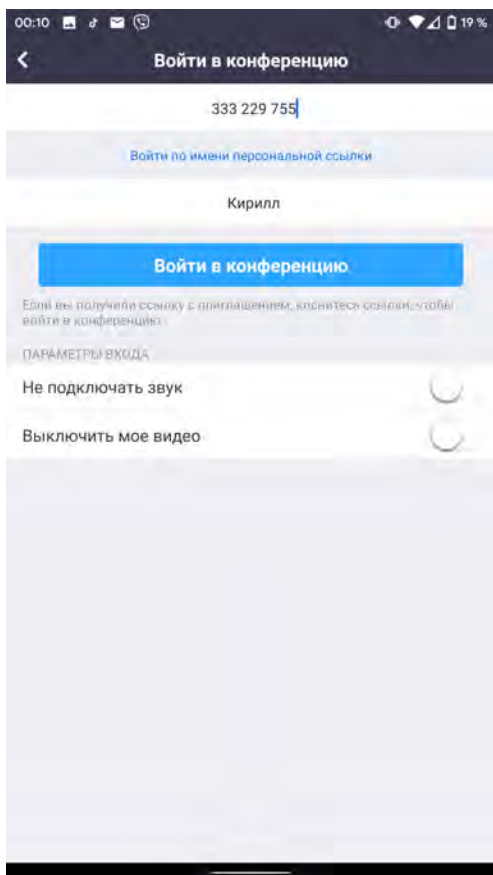 00:10 19 %
Войти в конференцию
333 229 755
Войти по имени персональной ссылки
Кирилл
Войти в конференцию
Если вы получили ссылку с приглашением, коснитесь ссылки, чтобы
войти в конференцию
ПАРАМЕТРЫ ВХОДА
Не подключать звук
Выключить мое видео